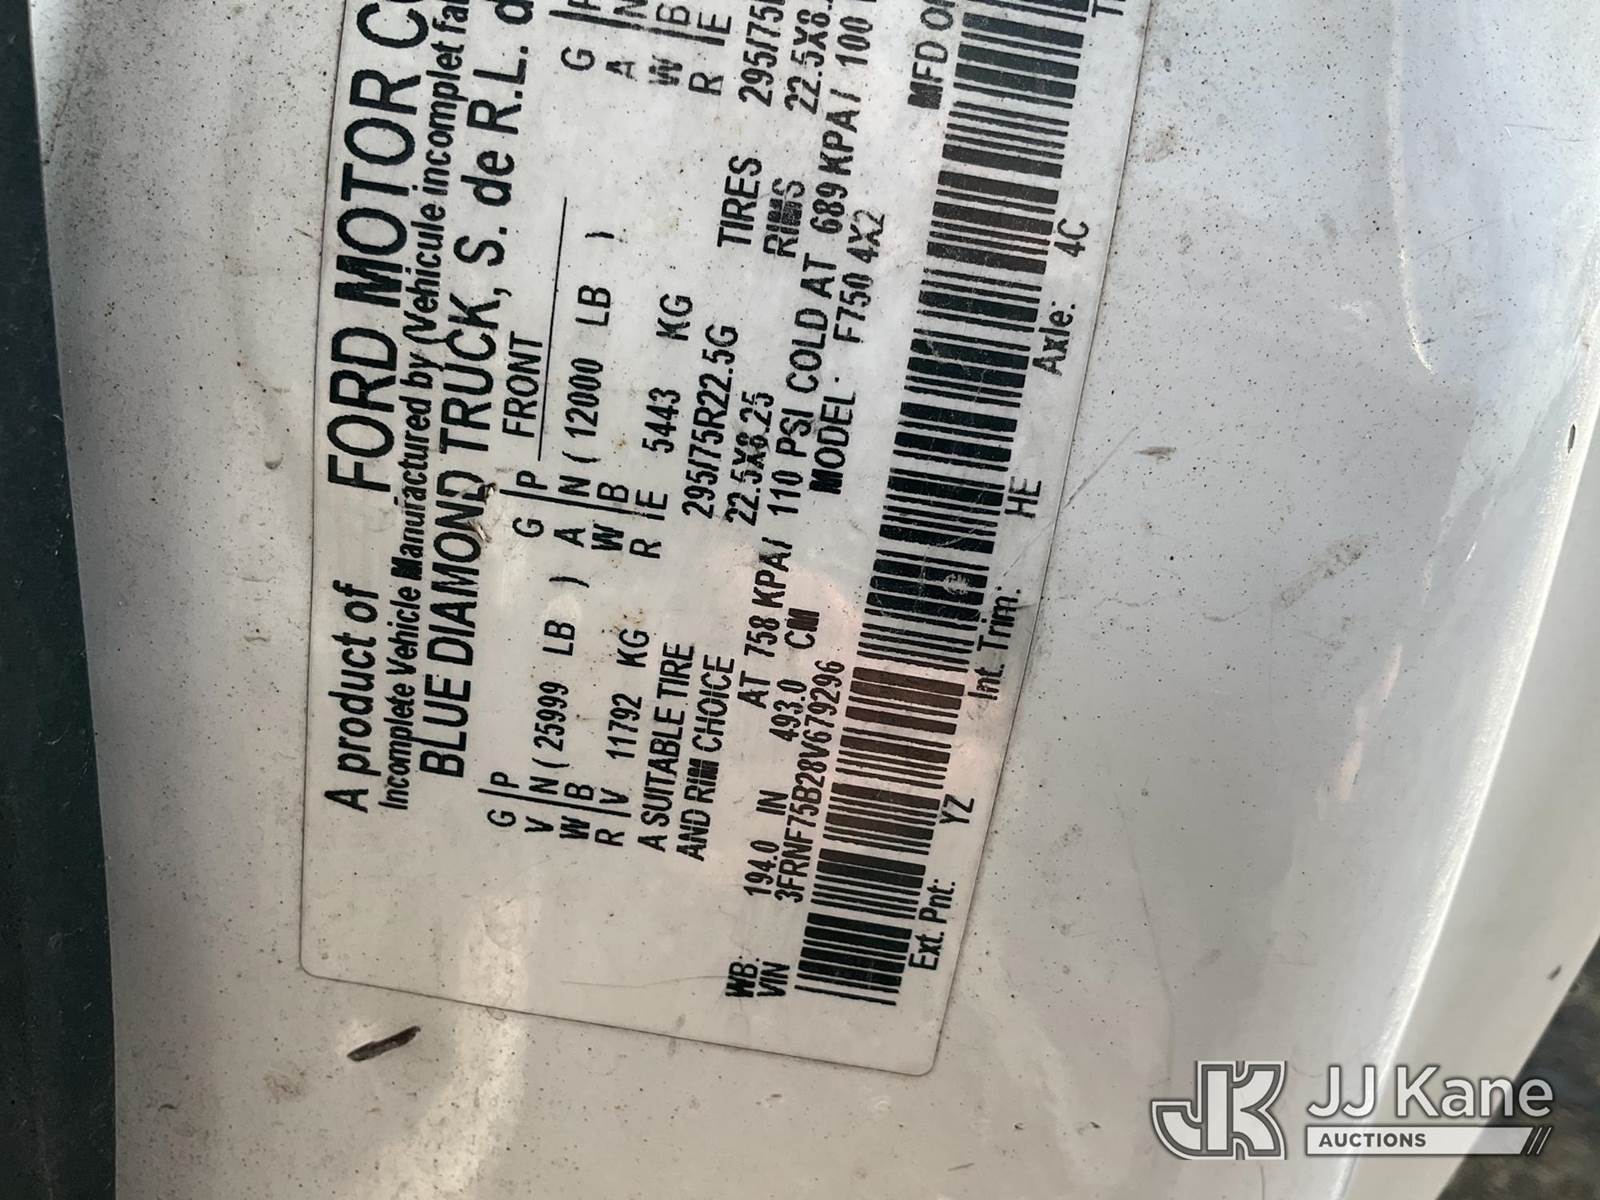 A product of FORD MOTOR
Incomplete Vehicle Manufactured by (Vehicule incomplet
BLUE DIAMOND TRUCK, S. de R.L.
FRONT
G/P G/P G/P
V/N ( 25999 LB ) A/N ( 12000 LB ) A/N
W/B W/B W/B
R/V 11792 KG R/E 5443 KG R/E
A SUITABLE TIRE 295/75R22.5G TIRES
AND RIM CHOICE 22.5X8.25 RIMS
AT 758 KPA/ 110 PSI COLD AT 689 KPA/ 100
WB: 194.0 IN 493.0 CM MODEL: F750 4X2
VIN 3FRNF75B28V679296 MFD
Ext. Pnt: YZ Int. Trim: HE Axle: 4C
JJ Kane
AUCTIONS